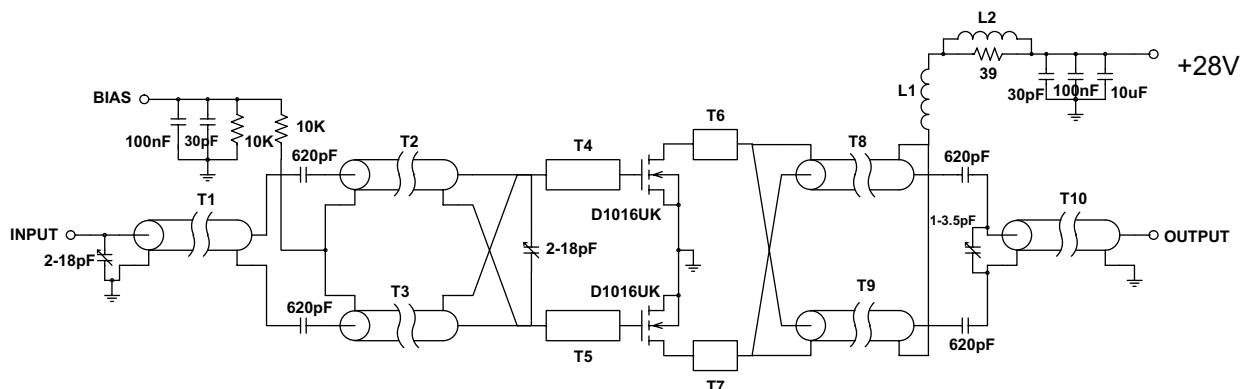 L2
+28V
39
L1
30pF
100nF
10uF
BIAS
10K
100nF
30pF
10K
620pF
T2
T4
T6
T8
620pF
T1
D1016UK
T10
1-3.5pF
INPUT
OUTPUT
2-18pF
2-18pF
620pF
T3
D1016UK
T9
T5
620pF
T7